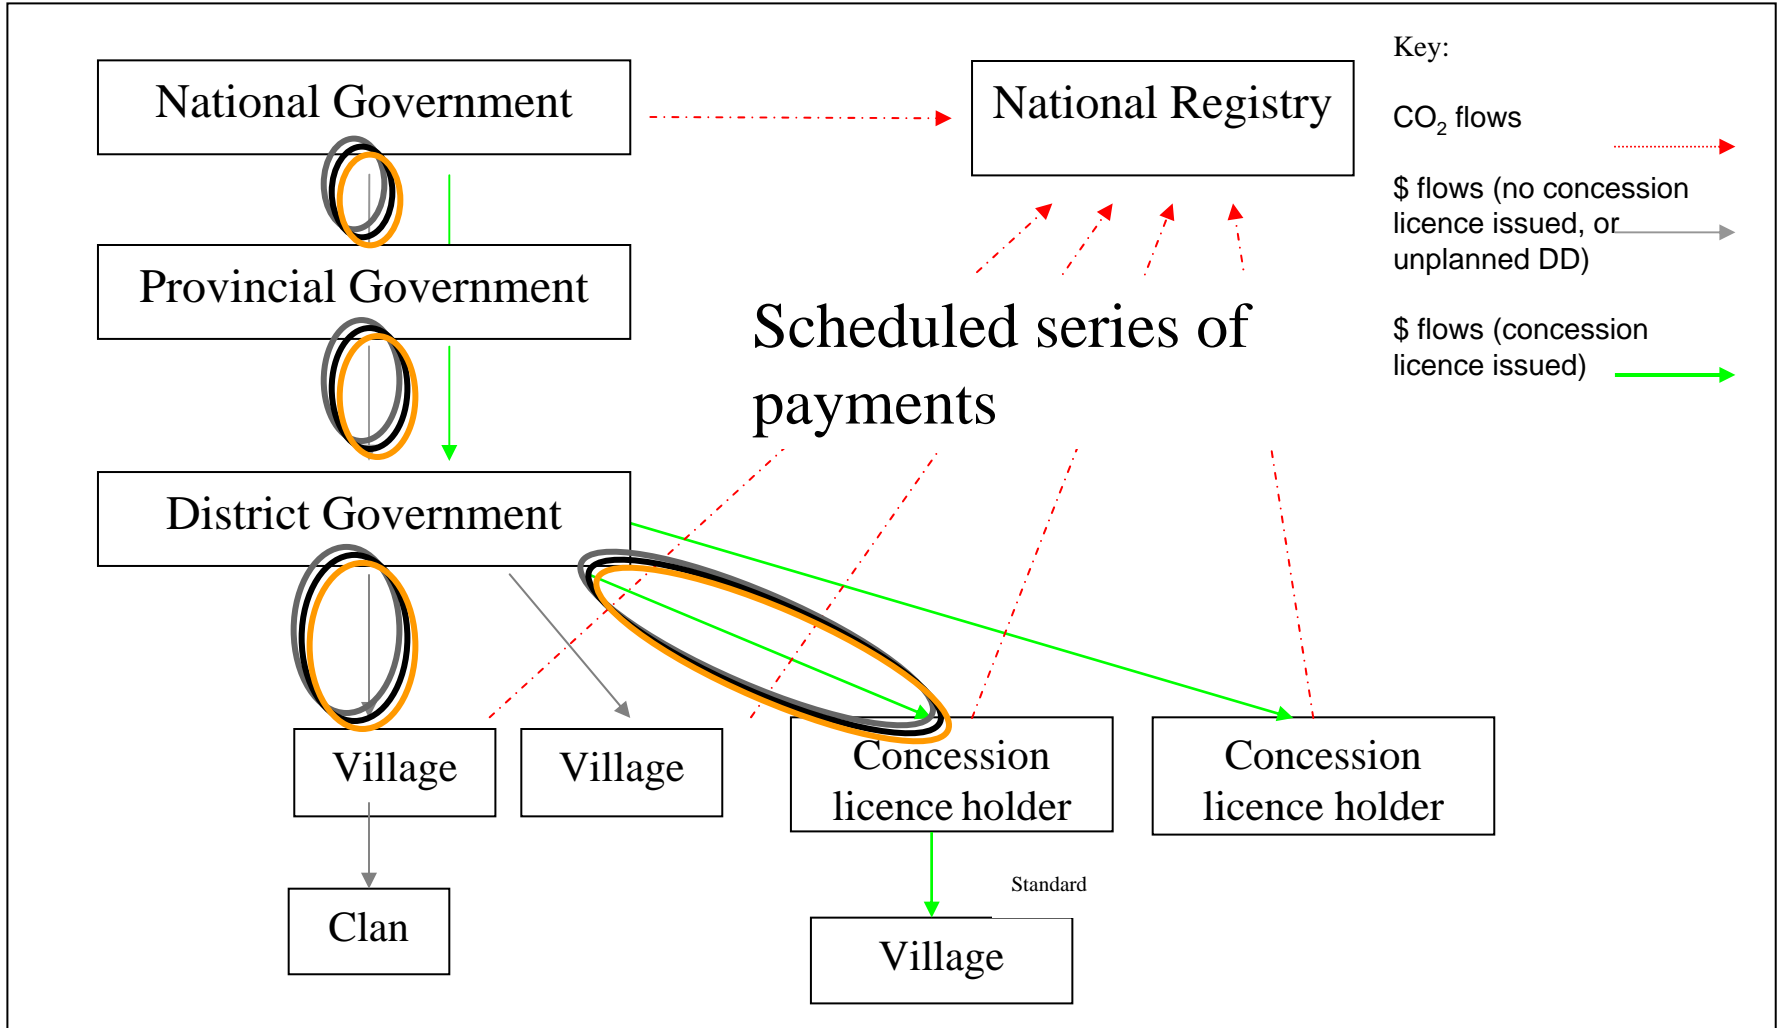 National Government
National Registry
Key:
CO₂ flows
$ flows (no concession
licence issued, or
unplanned DD)
$ flows (concession
licence issued)
Provincial Government
Scheduled series of
payments
District Government
Village
Village
Concession
licence holder
Concession
licence holder
Standard
Clan
Village